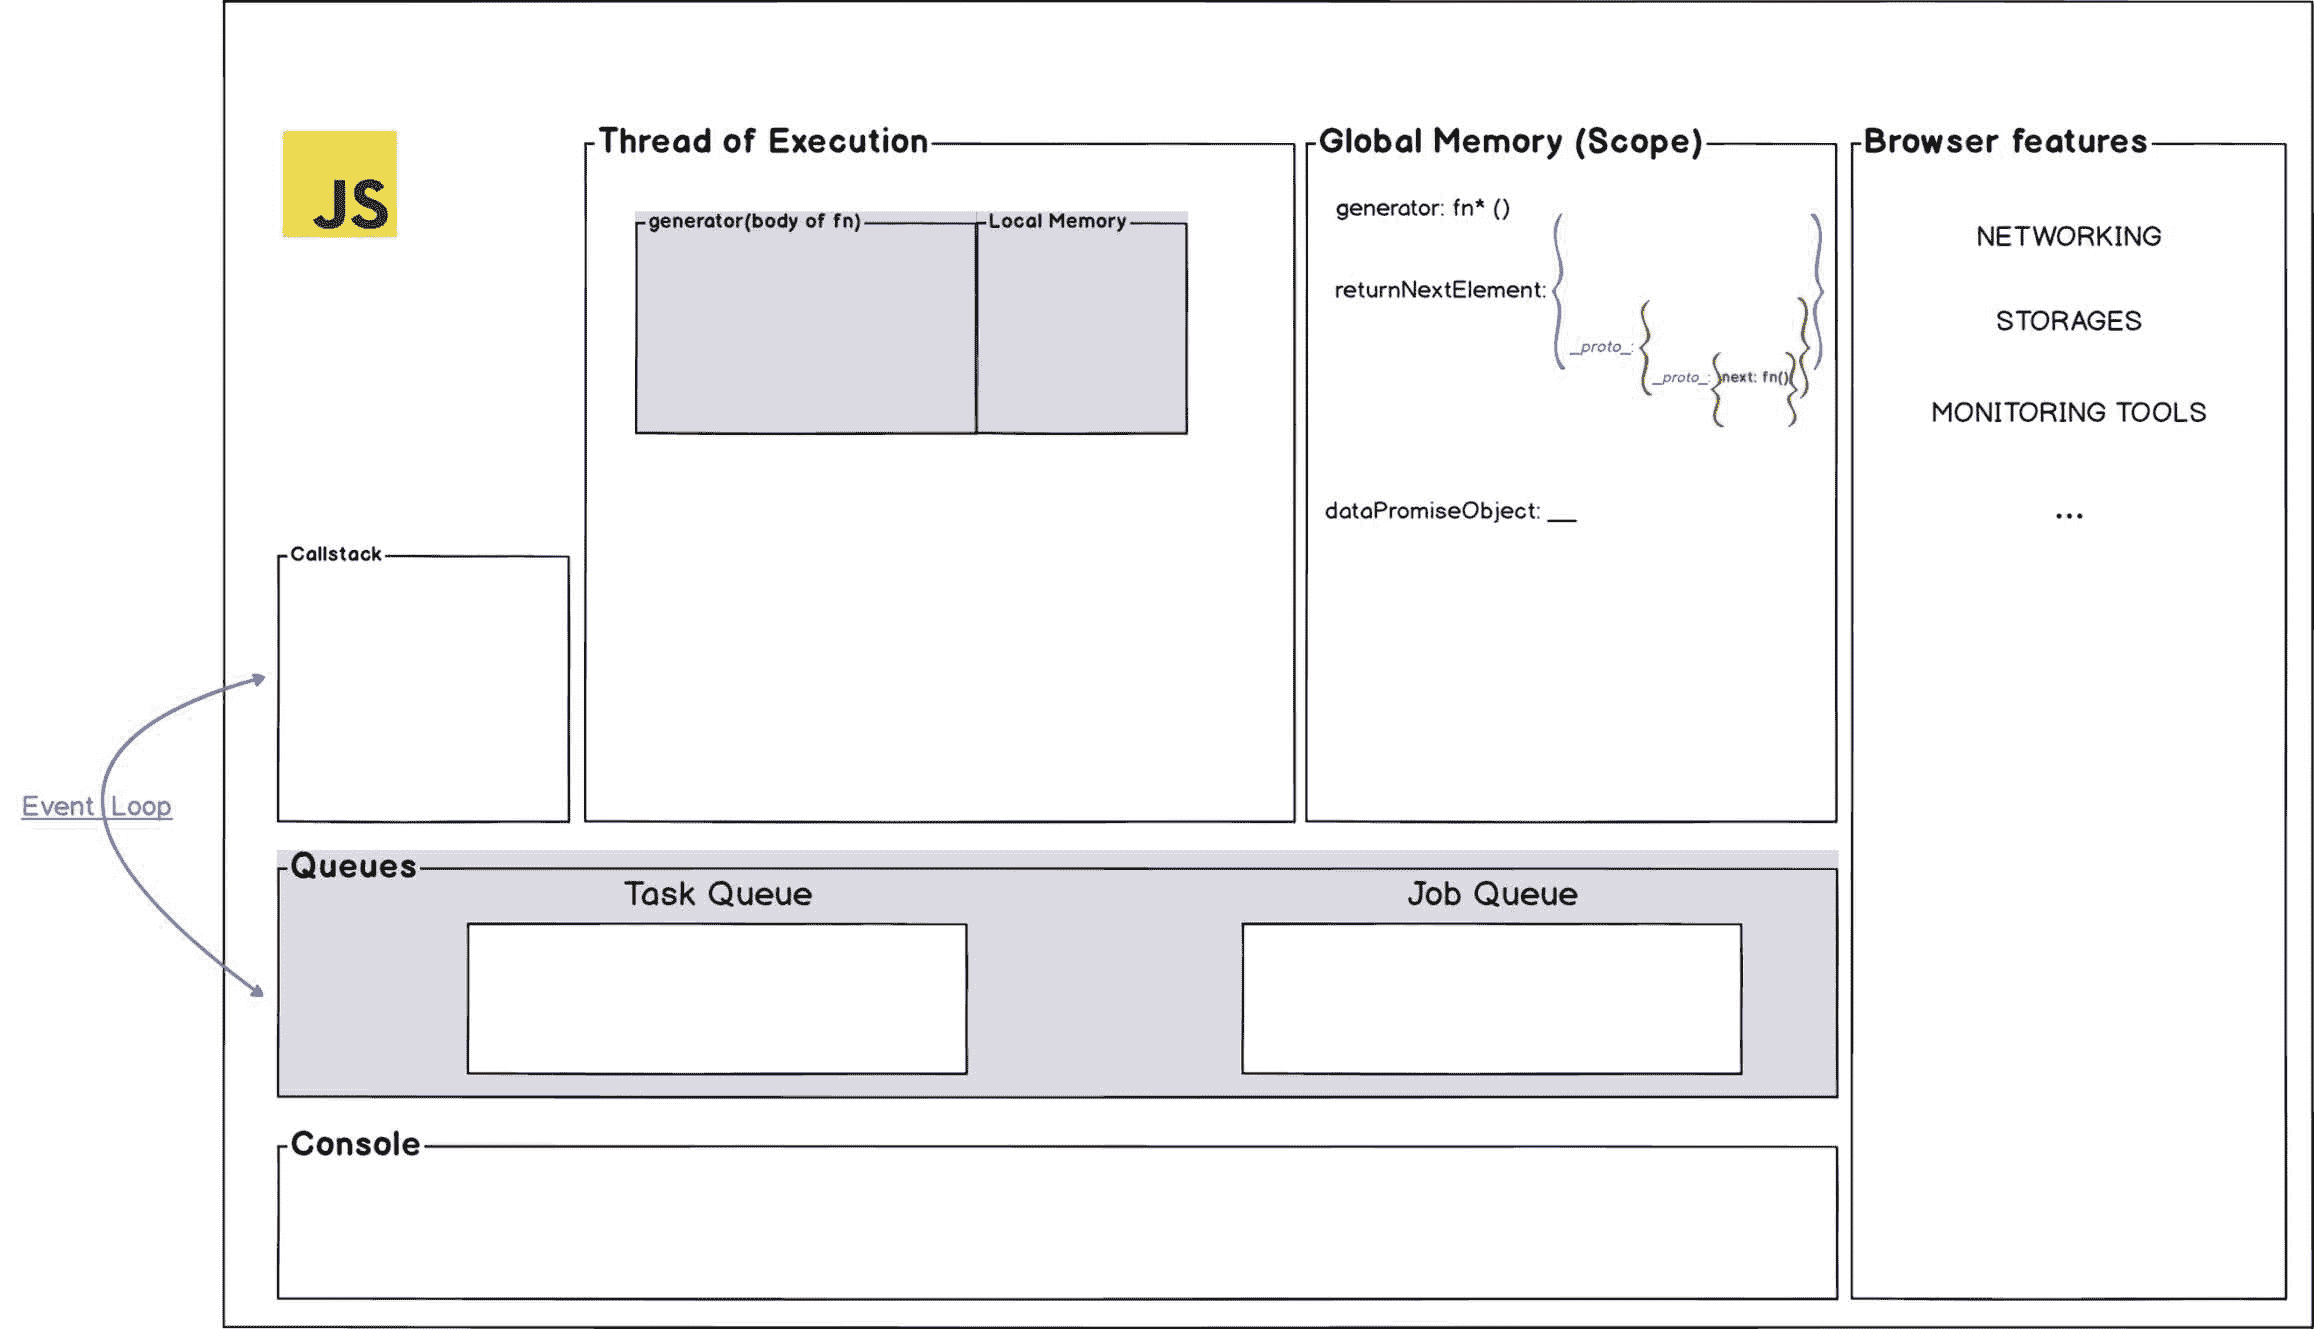 JS
Thread of Execution
generator(body of fn)
Local Memory
Global Memory (Scope)
generator: fn* ()
returnNextElement: {
_proto_: {
_proto_: {next: fn()}
}
}
dataPromiseObject: __
Browser features
NETWORKING
STORAGES
MONITORING TOOLS
...
Callstack
Event Loop
Queues
Task Queue
Job Queue
Console